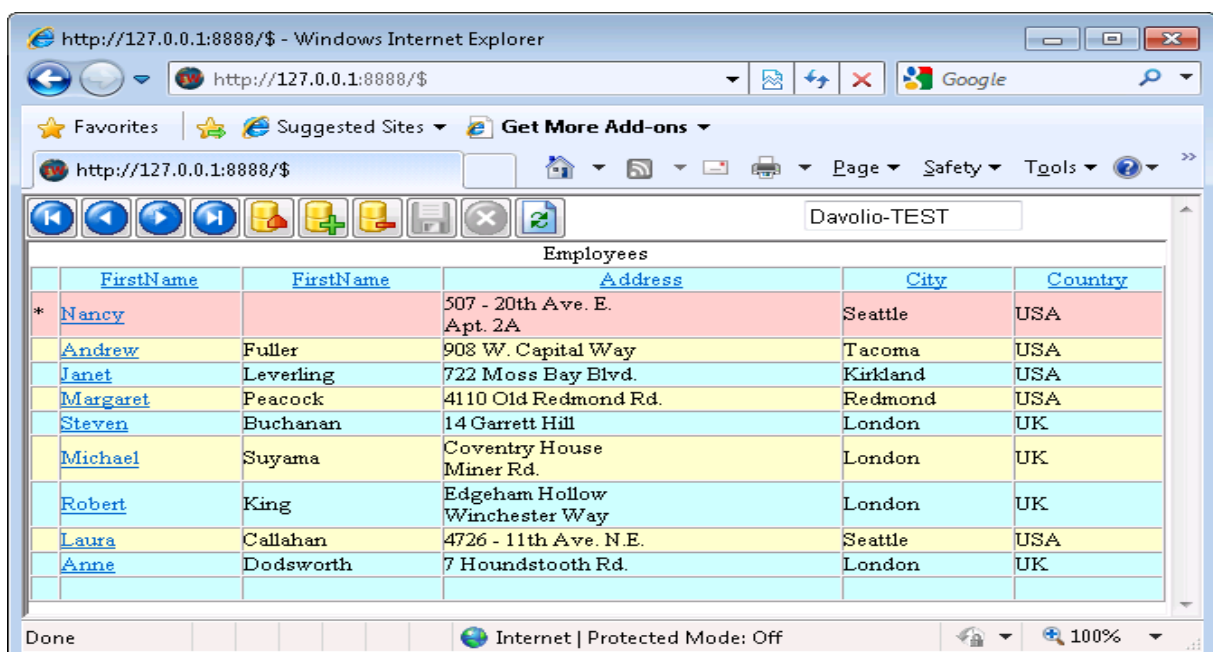 http://127.0.0.1:8888/$ - Windows Internet Explorer
http://127.0.0.1:8888/$ Google
Favorites Suggested Sites Get More Add-ons
http://127.0.0.1:8888/$ Page Safety Tools
Davolio-TEST
Employees
FirstName FirstName Address City Country
* Nancy 507 - 20th Ave. E. Seattle USA
Apt. 2A
Andrew Fuller 908 W. Capital Way Tacoma USA
Janet Leverling 722 Moss Bay Blvd. Kirkland USA
Margaret Peacock 4110 Old Redmond Rd. Redmond USA
Steven Buchanan 14 Garrett Hill London UK
Michael Suyama Coventry House London UK
Miner Rd.
Robert King Edgeham Hollow London UK
Winchester Way
Laura Callahan 4726 - 11th Ave. N.E. Seattle USA
Anne Dodsworth 7 Houndstooth Rd. London UK
Done Internet | Protected Mode: Off 100%